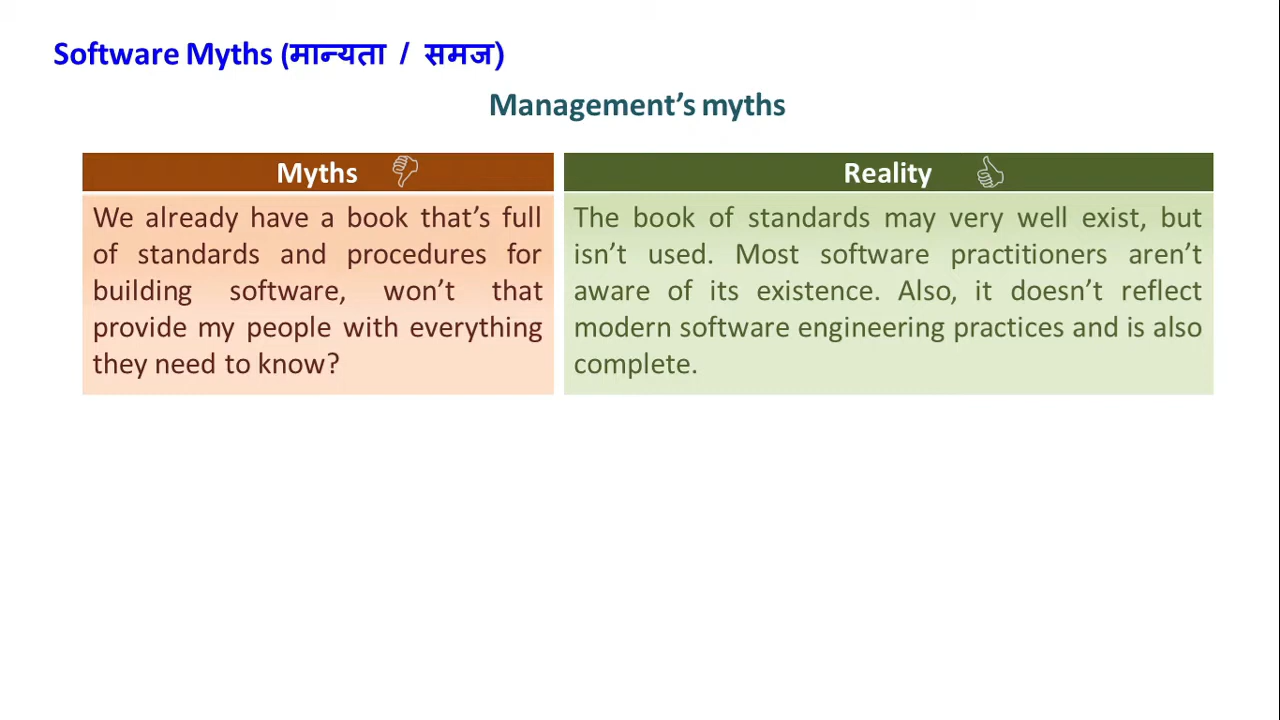 Software Myths (मान्यता / समज)
Management’s myths
Myths
Reality
We already have a book that’s full
of standards and procedures for
building software, won’t that
provide my people with everything
they need to know?
The book of standards may very well exist, but
isn’t used. Most software practitioners aren’t
aware of its existence. Also, it doesn’t reflect
modern software engineering practices and is also
complete.